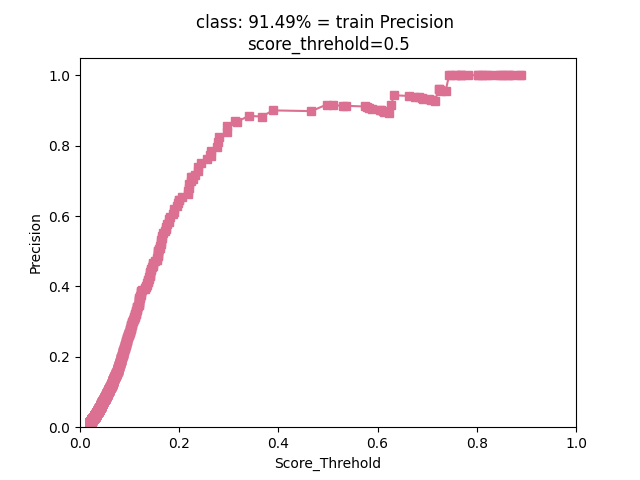 class: 91.49% = train Precision
score_threhold=0.5
1.0
0.8
0.6
0.4
0.2
0.0
Precision
0.0 0.2 0.4 0.6 0.8 1.0
Score_Threhold